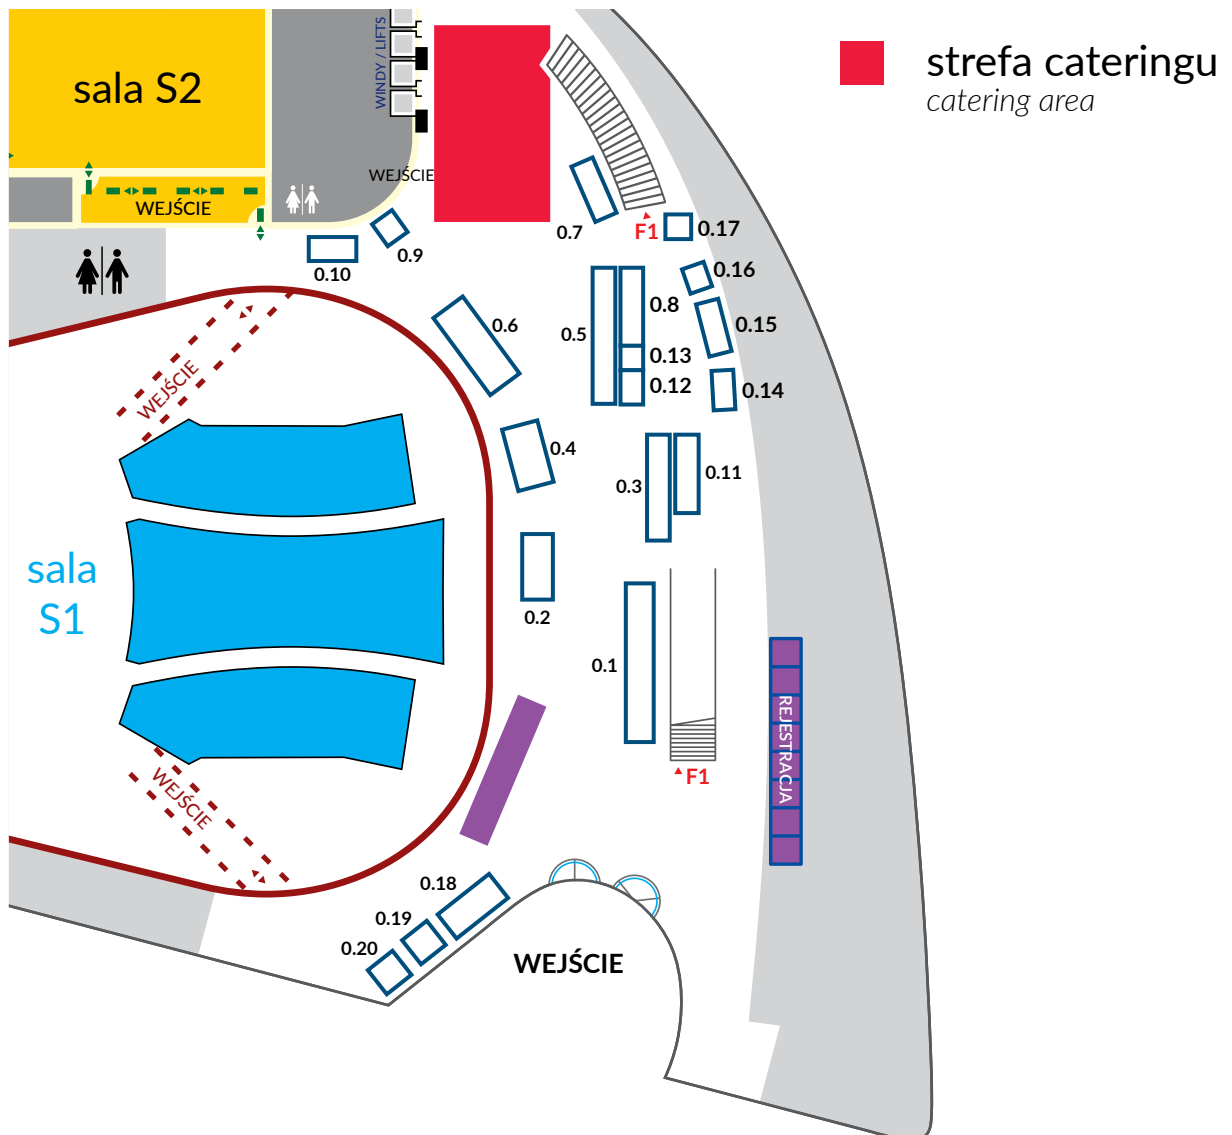 strefa cateringu
catering area
sala S2
WINDY / LIFTS
WEJŚCIE
WEJŚCIE
0.7
F1
0.17
0.9
0.10
0.16
0.8
0.15
0.6
0.5
0.13
0.12
0.14
WEJŚCIE
0.4
0.11
0.3
sala
S1
0.2
0.1
REJESTRACJA
F1
WEJŚCIE
0.18
0.19
0.20
WEJŚCIE